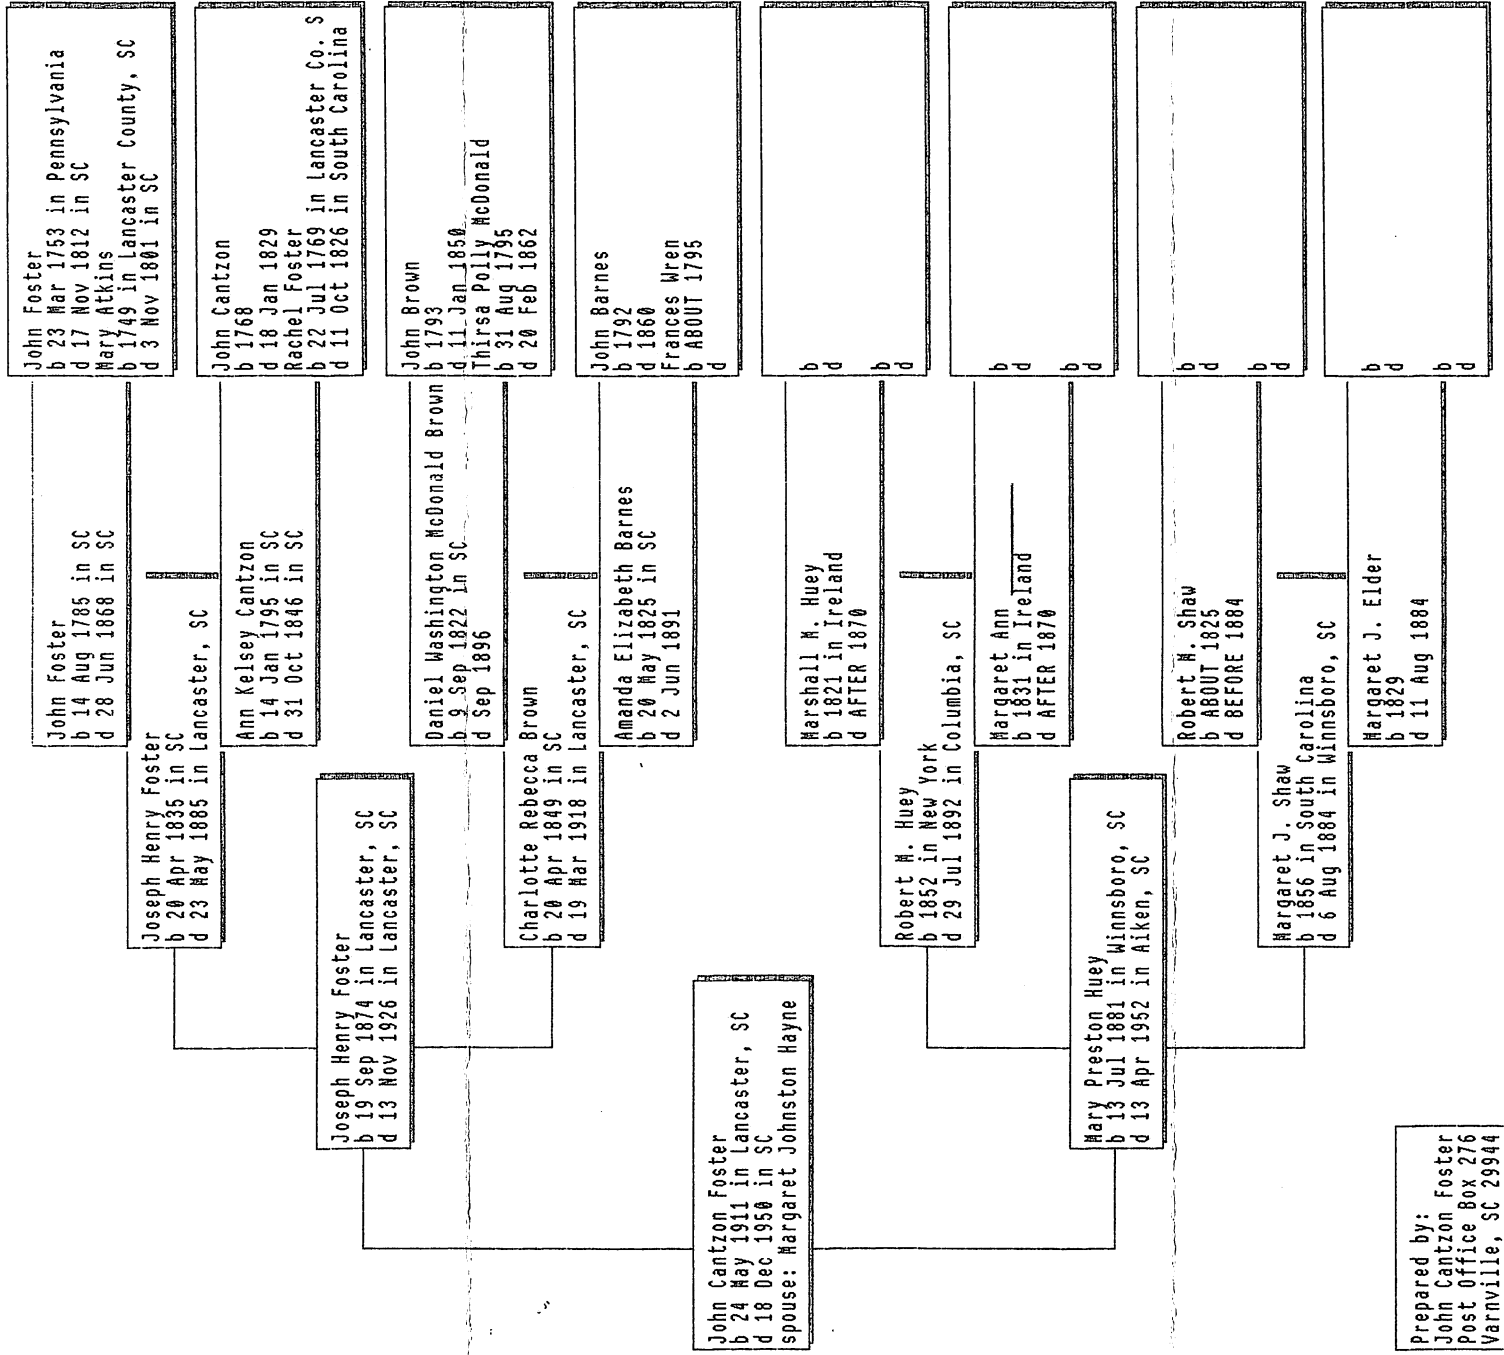 John Foster
b 23 Mar 1753 in Pennsylvania
d 17 Nov 1812 in SC
Mary Atkins
b 1749 in Lancaster County, SC
d 3 Nov 1801 in SC
John Foster
b 14 Aug 1785 in SC
d 28 Jun 1868 in SC
Joseph Henry Foster
b 20 Apr 1835 in SC
d 23 May 1885 in Lancaster, SC
John Cantzon
b 1768
d 18 Jan 1829
Rachel Foster
b 22 Jul 1769 in Lancaster Co. S
d 11 Oct 1826 in South Carolina
Ann Kelsey Cantzon
b 14 Jan 1795 in SC
d 31 Oct 1846 in SC
Joseph Henry Foster
b 19 Sep 1874 in Lancaster, SC
d 13 Nov 1926 in Lancaster, SC
John Brown
b 1793
d 11 Jan 1850
Thirsa Polly McDonald
b 31 Aug 1795
d 20 Feb 1862
Daniel Washington McDonald Brown
b 9 Sep 1822 in SC
d Sep 1896
Charlotte Rebecca Brown
b 20 Apr 1849 in SC
d 19 Mar 1918 in Lancaster, SC
John Barnes
b 1792
d 1860
Frances Wren
b ABOUT 1795
d
Amanda Elizabeth Barnes
b 20 May 1825 in SC
d 2 Jun 1891
John Cantzon Foster
b 24 May 1911 in Lancaster, SC
d 18 Dec 1950 in SC
spouse: Margaret Johnston Hayne
b
d
b
d
Marshall M. Huey
b 1821 in Ireland
d AFTER 1870
Robert M. Huey
b 1852 in New York
d 29 Jul 1892 in Columbia, SC
b
d
b
d
Margaret Ann
b 1831 in Ireland
d AFTER 1870
Mary Preston Huey
b 13 Jul 1881 in Winnsboro, SC
d 13 Apr 1952 in Aiken, SC
b
d
b
d
Robert M. Shaw
b ABOUT 1825
d BEFORE 1884
Margaret J. Shaw
b 1856 in South Carolina
d 6 Aug 1884 in Winnsboro, SC
b
d
b
d
Margaret J. Elder
b 1829
d 11 Aug 1884
Prepared by:
John Cantzon Foster
Post Office Box 276
Varnville, SC 29944